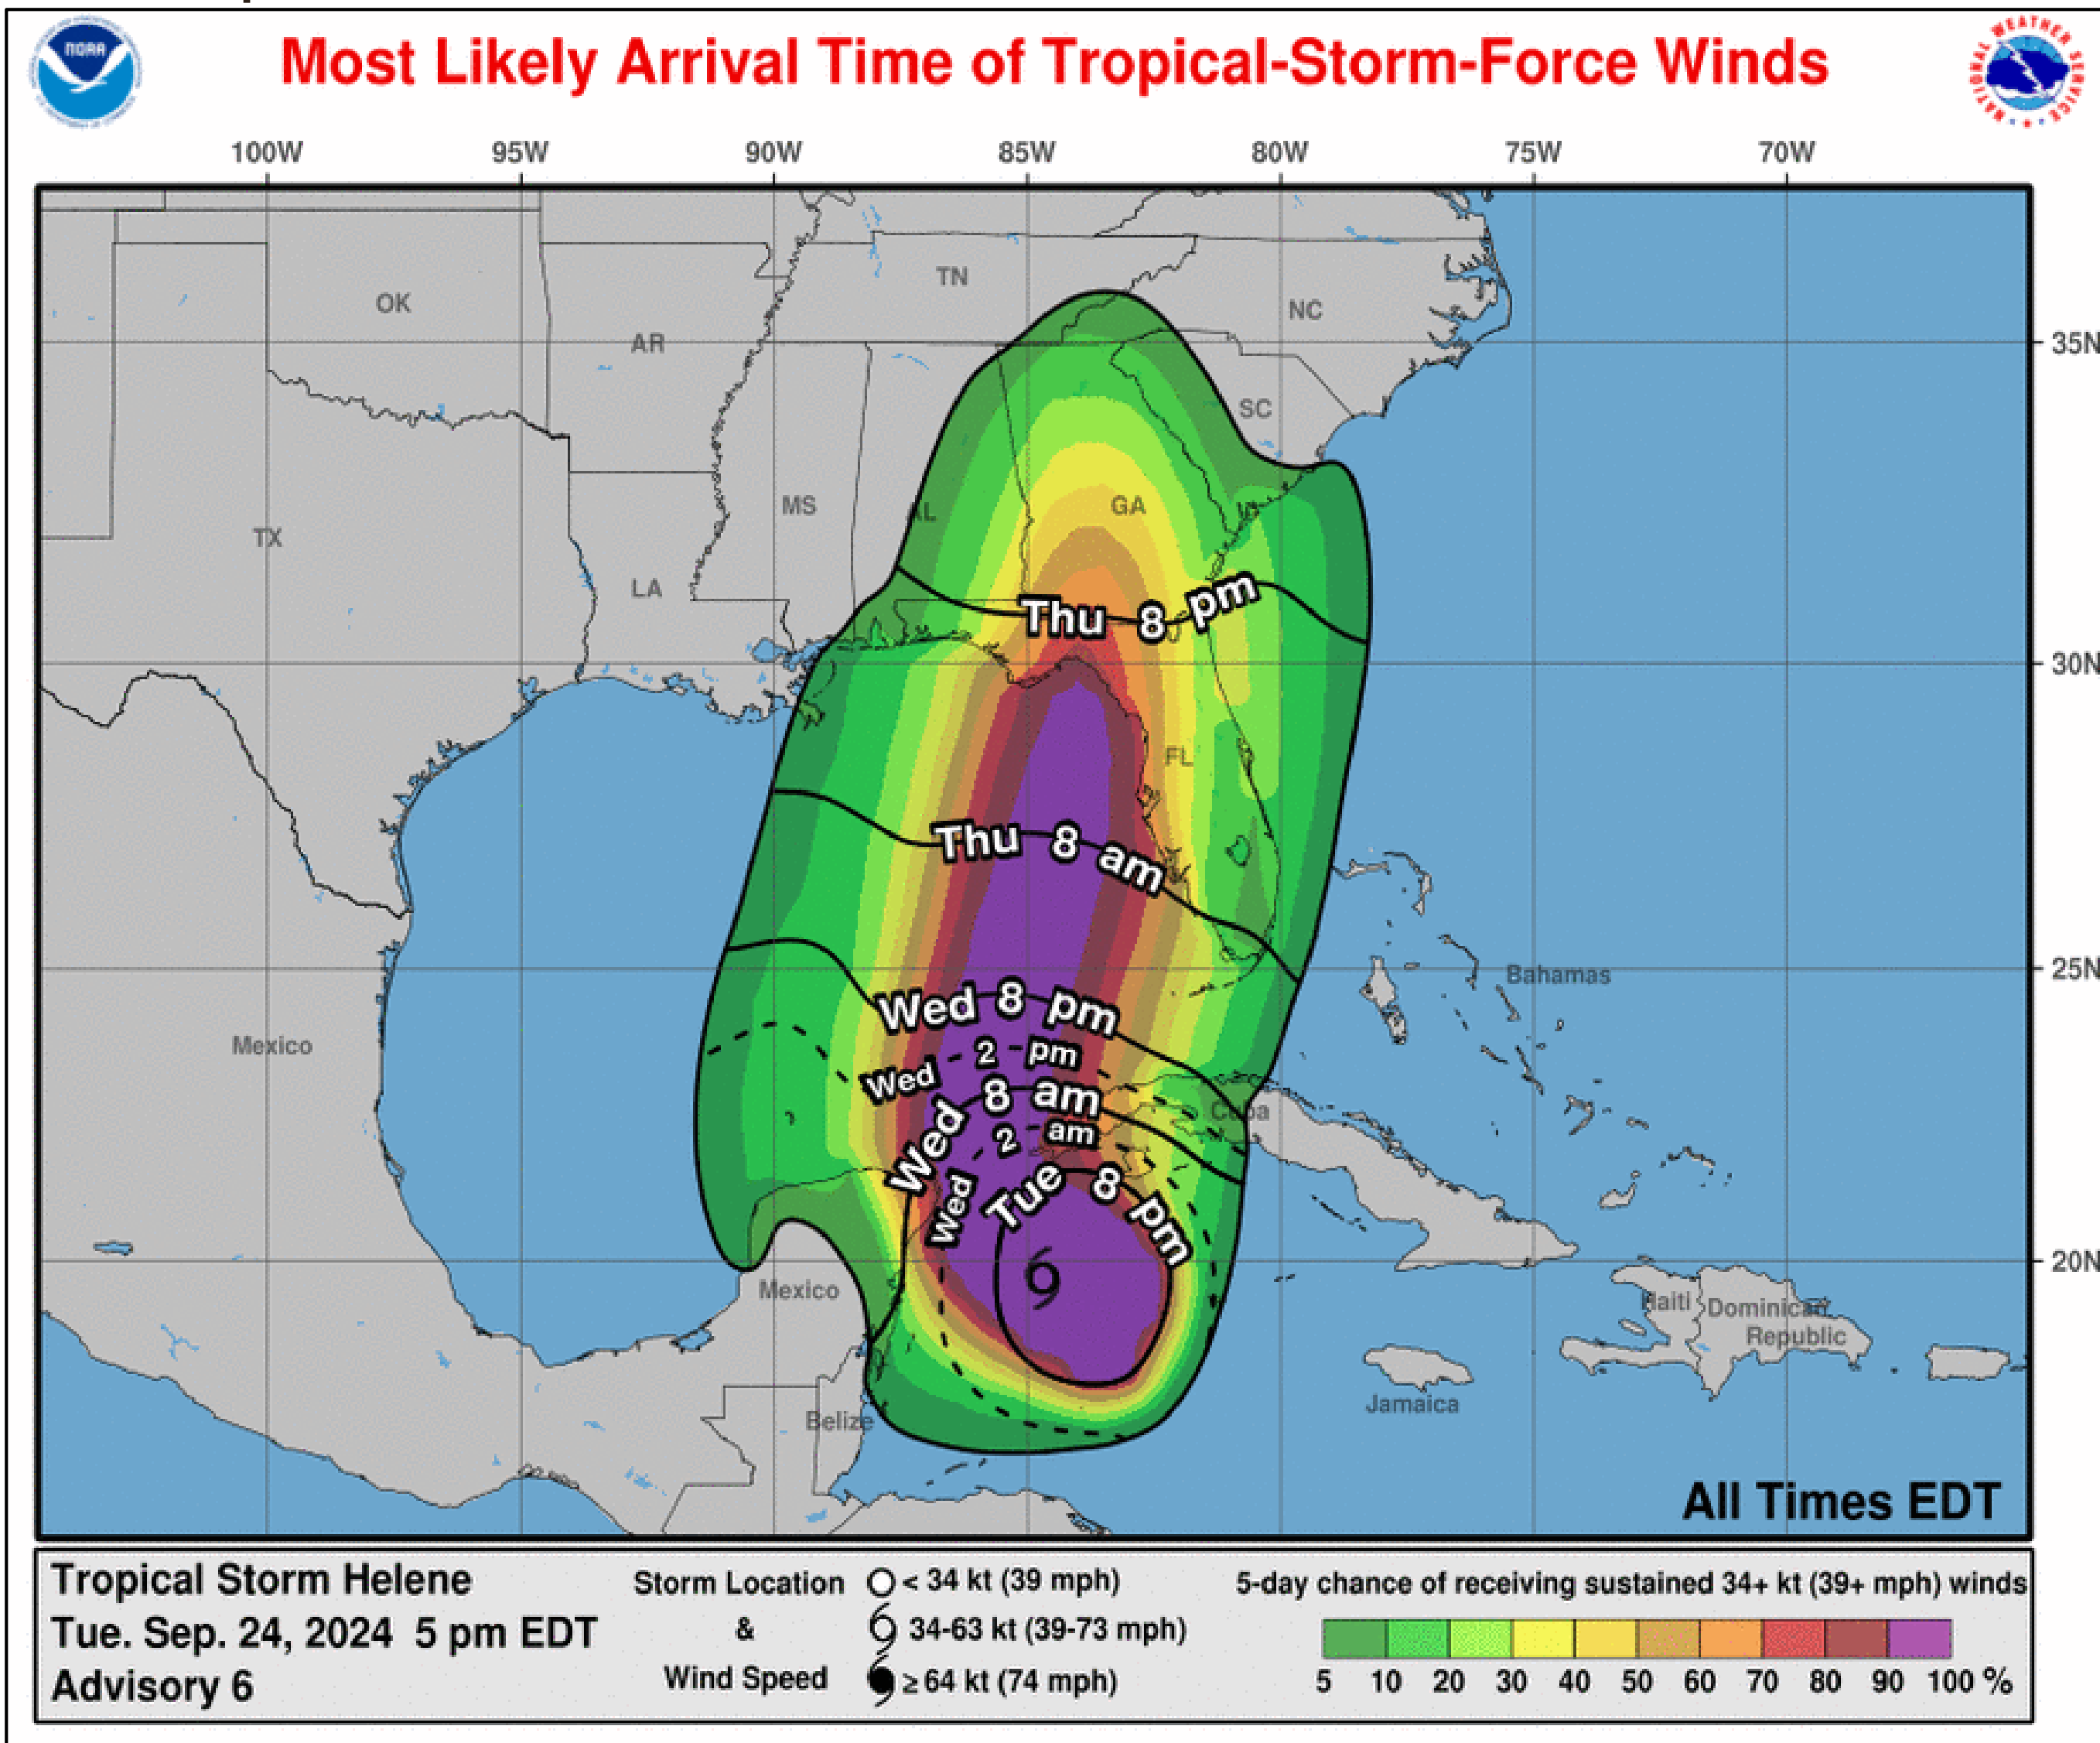 NOAA
Most Likely Arrival Time of Tropical-Storm-Force Winds
NATIONAL WEATHER SERVICE
100W 95W 90W 85W 80W 75W 70W
35N
30N
25N
20N
TN
OK
NC
AR
SC
MS
AL
GA
TX
LA
Thu 8 pm
FL
Thu 8 am
Bahamas
Wed 8 pm
Mexico
Wed 2 pm
Wed 8 am
Cuba
Wed 2 am
Tue 8 pm
Mexico
Haiti
Dominican
Republic
Jamaica
Belize
All Times EDT
Tropical Storm Helene
Tue. Sep. 24, 2024 5 pm EDT
Advisory 6
Storm Location
&
Wind Speed
< 34 kt (39 mph)
34-63 kt (39-73 mph)
≥ 64 kt (74 mph)
5-day chance of receiving sustained 34+ kt (39+ mph) winds
5 10 20 30 40 50 60 70 80 90 100 %